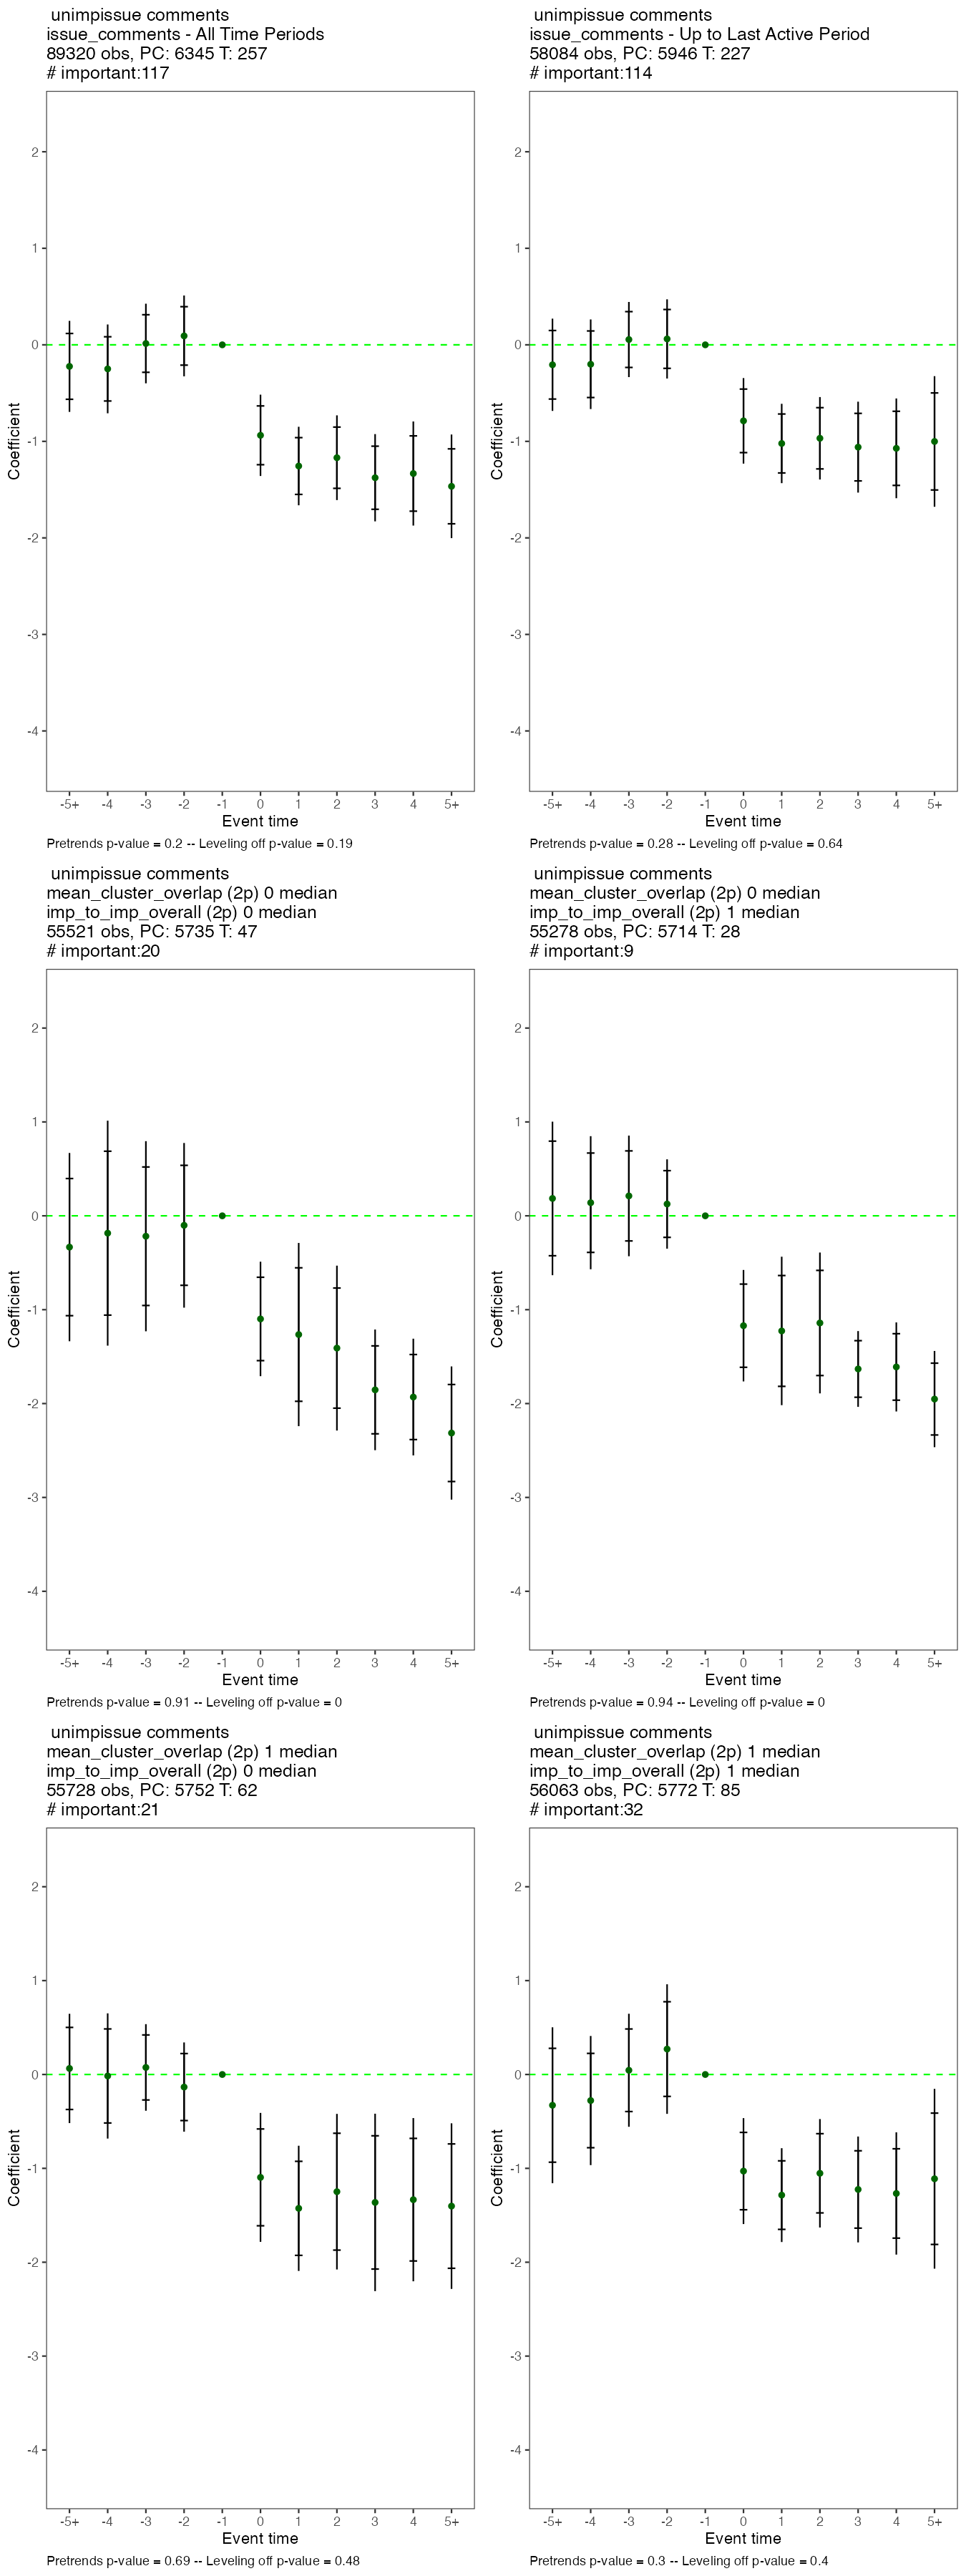 unimpissue comments
issue_comments - All Time Periods
89320 obs, PC: 6345 T: 257
# important:117
2
1
0
-1
-2
-3
-4
Coefficient
-5+ -4 -3 -2 -1 0 1 2 3 4 5+
Event time
Pretrends p-value = 0.2 -- Leveling off p-value = 0.19
unimpissue comments
issue_comments - Up to Last Active Period
58084 obs, PC: 5946 T: 227
# important:114
2
1
0
-1
-2
-3
-4
Coefficient
-5+ -4 -3 -2 -1 0 1 2 3 4 5+
Event time
Pretrends p-value = 0.28 -- Leveling off p-value = 0.64
unimpissue comments
mean_cluster_overlap (2p) 0 median
imp_to_imp_overall (2p) 0 median
55521 obs, PC: 5735 T: 47
# important:20
2
1
0
-1
-2
-3
-4
Coefficient
-5+ -4 -3 -2 -1 0 1 2 3 4 5+
Event time
Pretrends p-value = 0.91 -- Leveling off p-value = 0
unimpissue comments
mean_cluster_overlap (2p) 0 median
imp_to_imp_overall (2p) 1 median
55278 obs, PC: 5714 T: 28
# important:9
2
1
0
-1
-2
-3
-4
Coefficient
-5+ -4 -3 -2 -1 0 1 2 3 4 5+
Event time
Pretrends p-value = 0.94 -- Leveling off p-value = 0
unimpissue comments
mean_cluster_overlap (2p) 1 median
imp_to_imp_overall (2p) 0 median
55728 obs, PC: 5752 T: 62
# important:21
2
1
0
-1
-2
-3
-4
Coefficient
-5+ -4 -3 -2 -1 0 1 2 3 4 5+
Event time
Pretrends p-value = 0.69 -- Leveling off p-value = 0.48
unimpissue comments
mean_cluster_overlap (2p) 1 median
imp_to_imp_overall (2p) 1 median
56063 obs, PC: 5772 T: 85
# important:32
2
1
0
-1
-2
-3
-4
Coefficient
-5+ -4 -3 -2 -1 0 1 2 3 4 5+
Event time
Pretrends p-value = 0.3 -- Leveling off p-value = 0.4